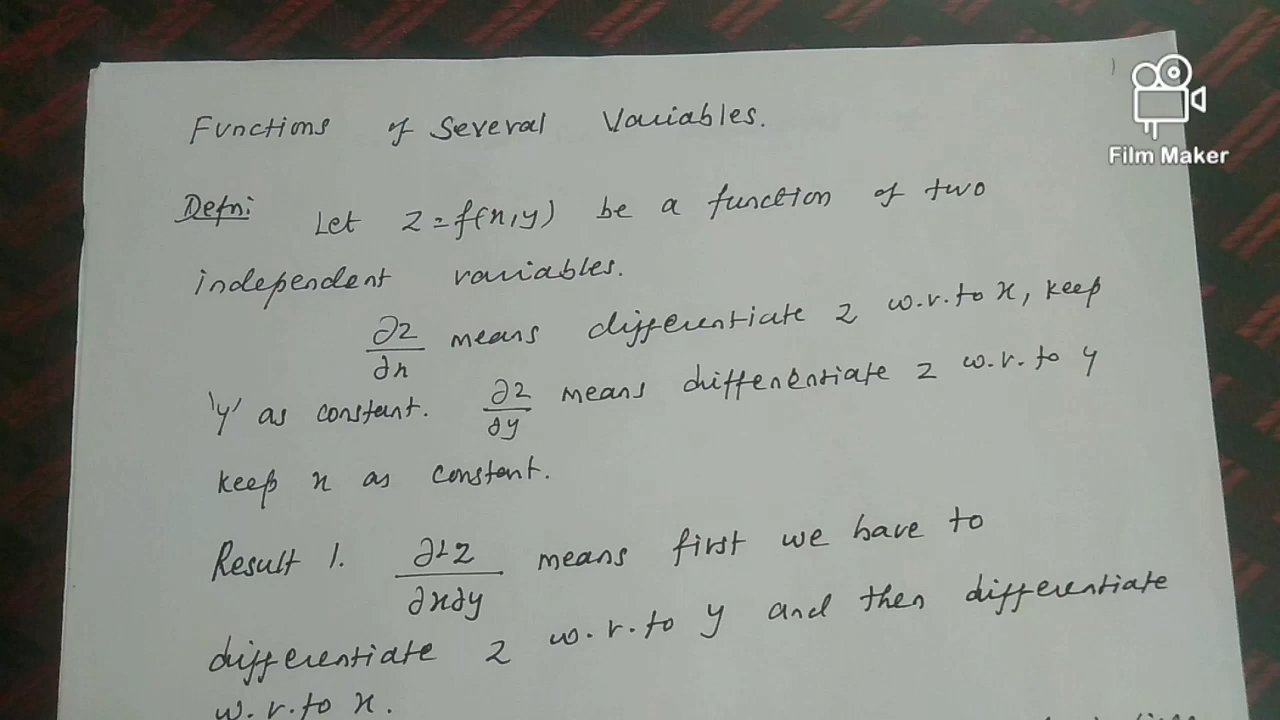 Functions of Several Variables.
Defn: Let z = f(x,y) be a function of two
independent variables.
∂z/∂x means differentiate z w.r.to x, keep
'y' as constant. ∂z/∂y means differentiate z w.r.to y
keep x as constant.
Result 1. ∂²z/∂x∂y means first we have to
differentiate z w.r.to y and then differentiate
w.r.to x.
Film Maker